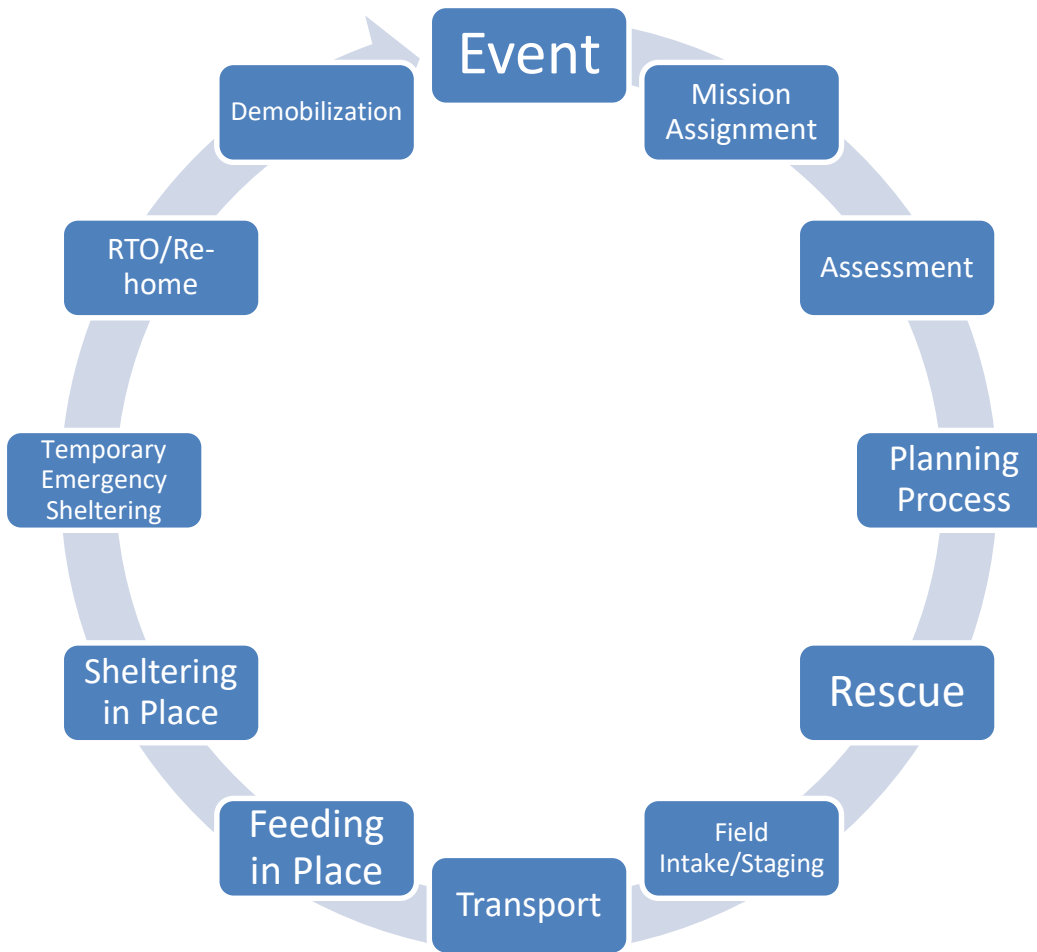 Event
Mission
Assignment
Assessment
Planning
Process
Rescue
Field
Intake/Staging
Transport
Feeding
in Place
Sheltering
in Place
Temporary
Emergency
Sheltering
RTO/Re-
home
Demobilization